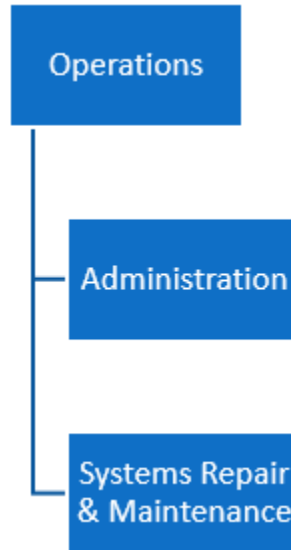 Operations
Administration
Systems Repair
& Maintenance